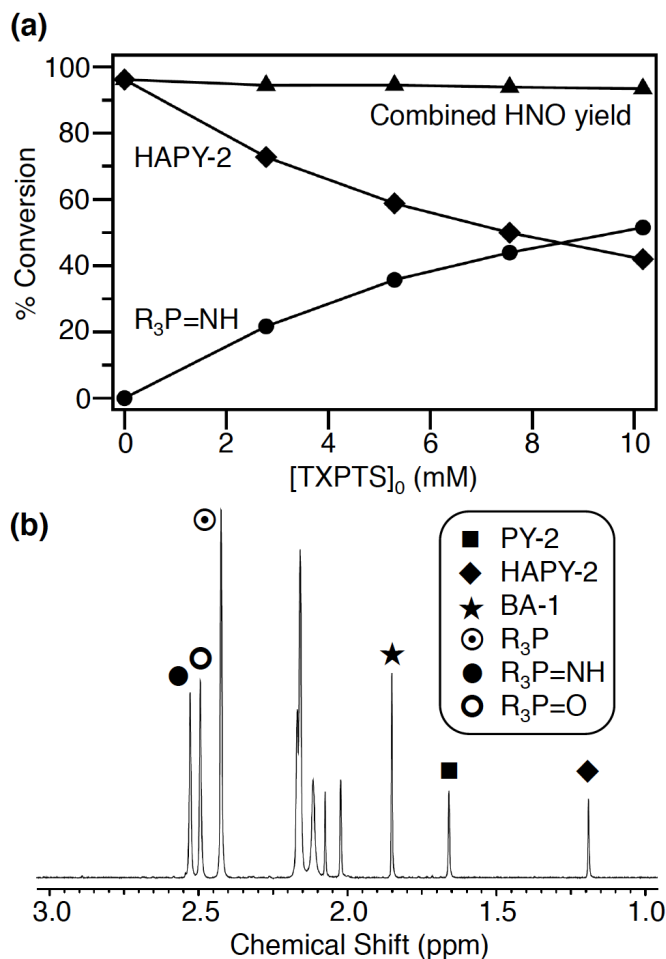 (a)
100
80
60
40
20
0
% Conversion
Combined HNO yield
HAPY-2
R₃P=NH
0 2 4 6 8 10
[TXPTS]₀ (mM)
(b)
PY-2
HAPY-2
BA-1
R₃P
R₃P=NH
R₃P=O
3.0 2.5 2.0 1.5 1.0
Chemical Shift (ppm)